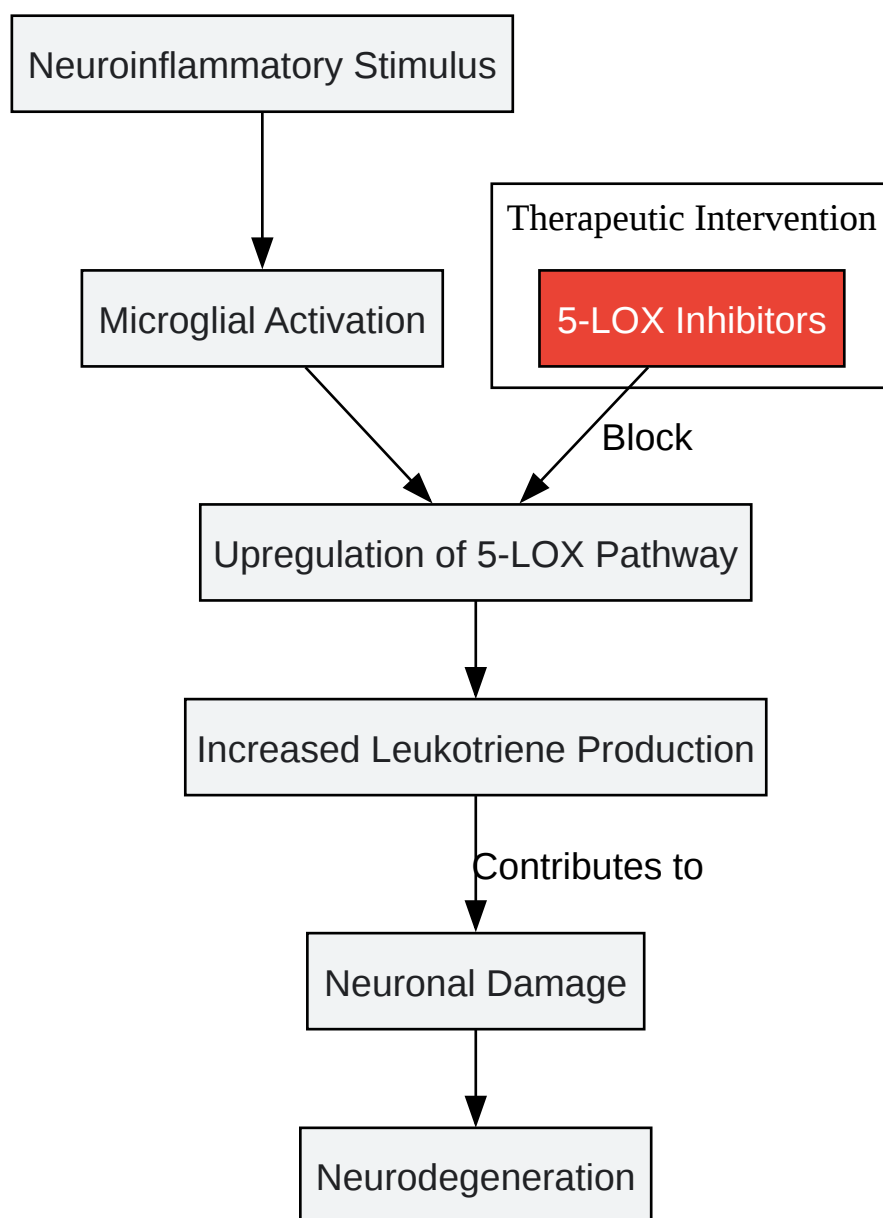 Neuroinflammatory Stimulus
Therapeutic Intervention
Microglial Activation
5-LOX Inhibitors
Block
Upregulation of 5-LOX Pathway
Increased Leukotriene Production
Contributes to
Neuronal Damage
Neurodegeneration